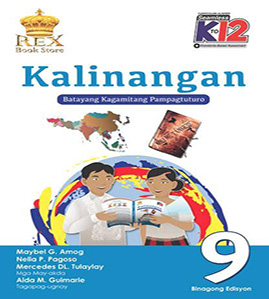 REX
Book Store
Seamless
K to 12
Kalinangan
Batayang Kagamitang Pampagtuturo
Maybel G. Amog
Nelia P. Pagoso
Mercedes DL. Tulaylay
Mga May-akda
Aida M. Guimarie
Tagapag-ugnay
9
Binagong Edisyon